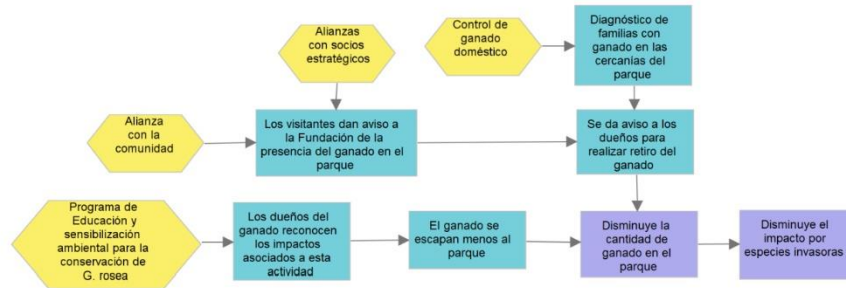 Alianzas
con socios
estratégicos
Control de
ganado
doméstico
Diagnóstico de
familias con
ganado en las
cercanías del
parque
Alianza
con la
comunidad
Los visitantes dan aviso a
la Fundación de la
presencia del ganado en el
parque
Se da aviso a los
dueños para
realizar retiro del
ganado
Programa de
Educación y
sensibilización
ambiental para la
conservación de
G. rosea
Los dueños del
ganado reconocen
los impactos
asociados a esta
actividad
El ganado se
escapan menos al
parque
Disminuye la
cantidad de
ganado en el
parque
Disminuye el
impacto por
especies invasoras